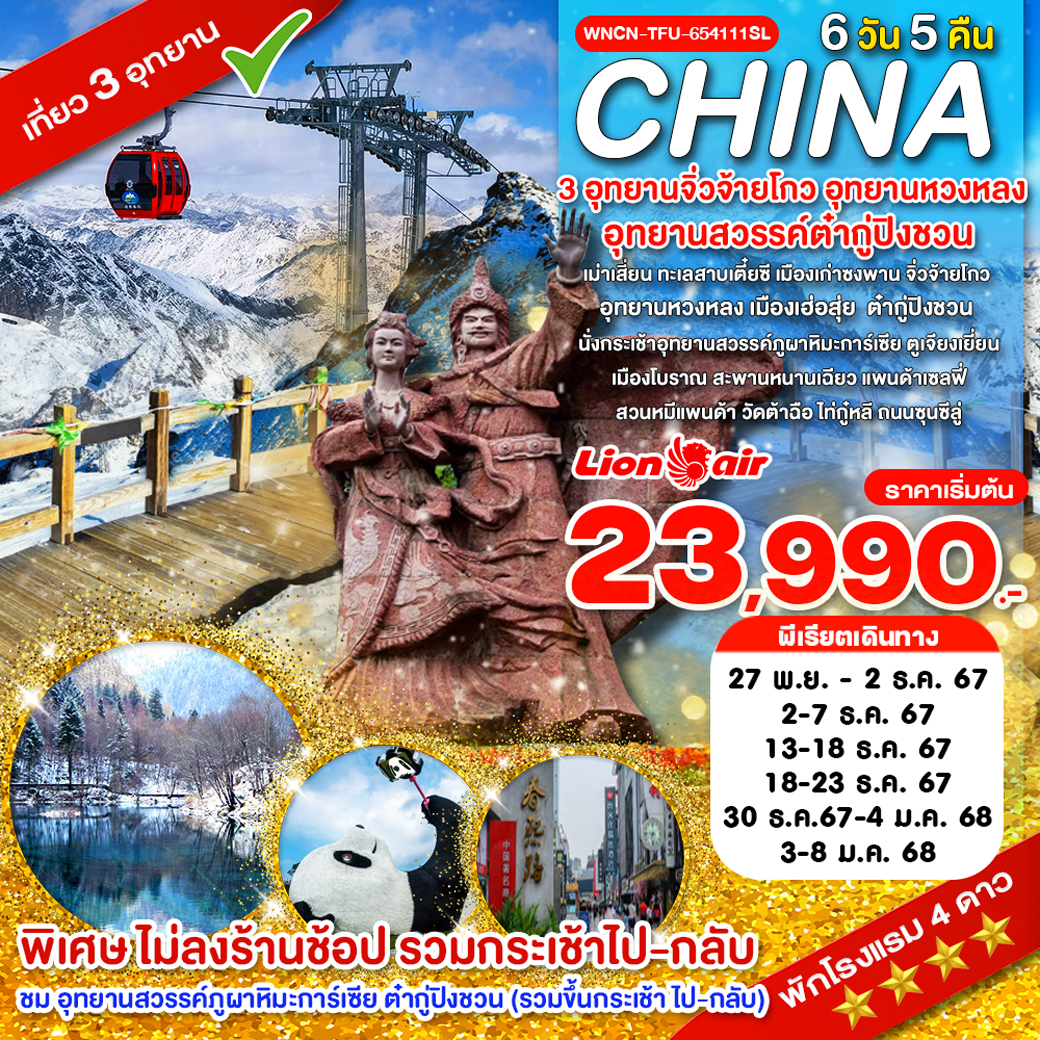 เที่ยว 3 อุทยาน
WNCN-TFU-654111SL
6 วัน 5 คืน
CHINA
3 อุทยานจิ่วจ้ายโกว อุทยานหวงหลง
อุทยานสวรรค์ต๋ากู่ปิงชวน
เม่าเสี่ยน ทะเลสาบเตี๋ยซี เมืองเก่าซงพาน จิ่วจ้ายโกว
อุทยานหวงหลง เมืองเฮ่อสุ่ย ต๋ากู่ปิงชวน
นั่งกระเช้าอุทยานสวรรค์ภูผาหิมะการ์เซีย ตูเจียงเยี่ยน
เมืองโบราณ สะพานหนานเฉียว แพนด้าเซลฟี่
สวนหมีแพนด้า วัดต้าฉือ ไท่กู๋หลี ถนนชุนซีลู่
Lion air
ราคาเริ่มต้น
23,990.-
พีเรียตเดินทาง
27 พ.ย. - 2 ธ.ค. 67
2-7 ธ.ค. 67
13-18 ธ.ค. 67
18-23 ธ.ค. 67
30 ธ.ค.67-4 ม.ค. 68
3-8 ม.ค. 68
春熙路
พิเศษ ไม่ลงร้านช้อป รวมกระเช้าไป-กลับ
ชม อุทยานสวรรค์ภูผาหิมะการ์เซีย ต๋ากู่ปิงชวน (รวมขึ้นกระเช้า ไป-กลับ)
พักโรงแรม 4 ดาว